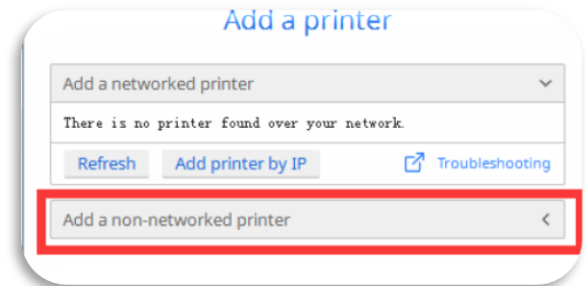 Add a printer
Add a networked printer
There is no printer found over your network.
Refresh Add printer by IP Troubleshooting
Add a non-networked printer